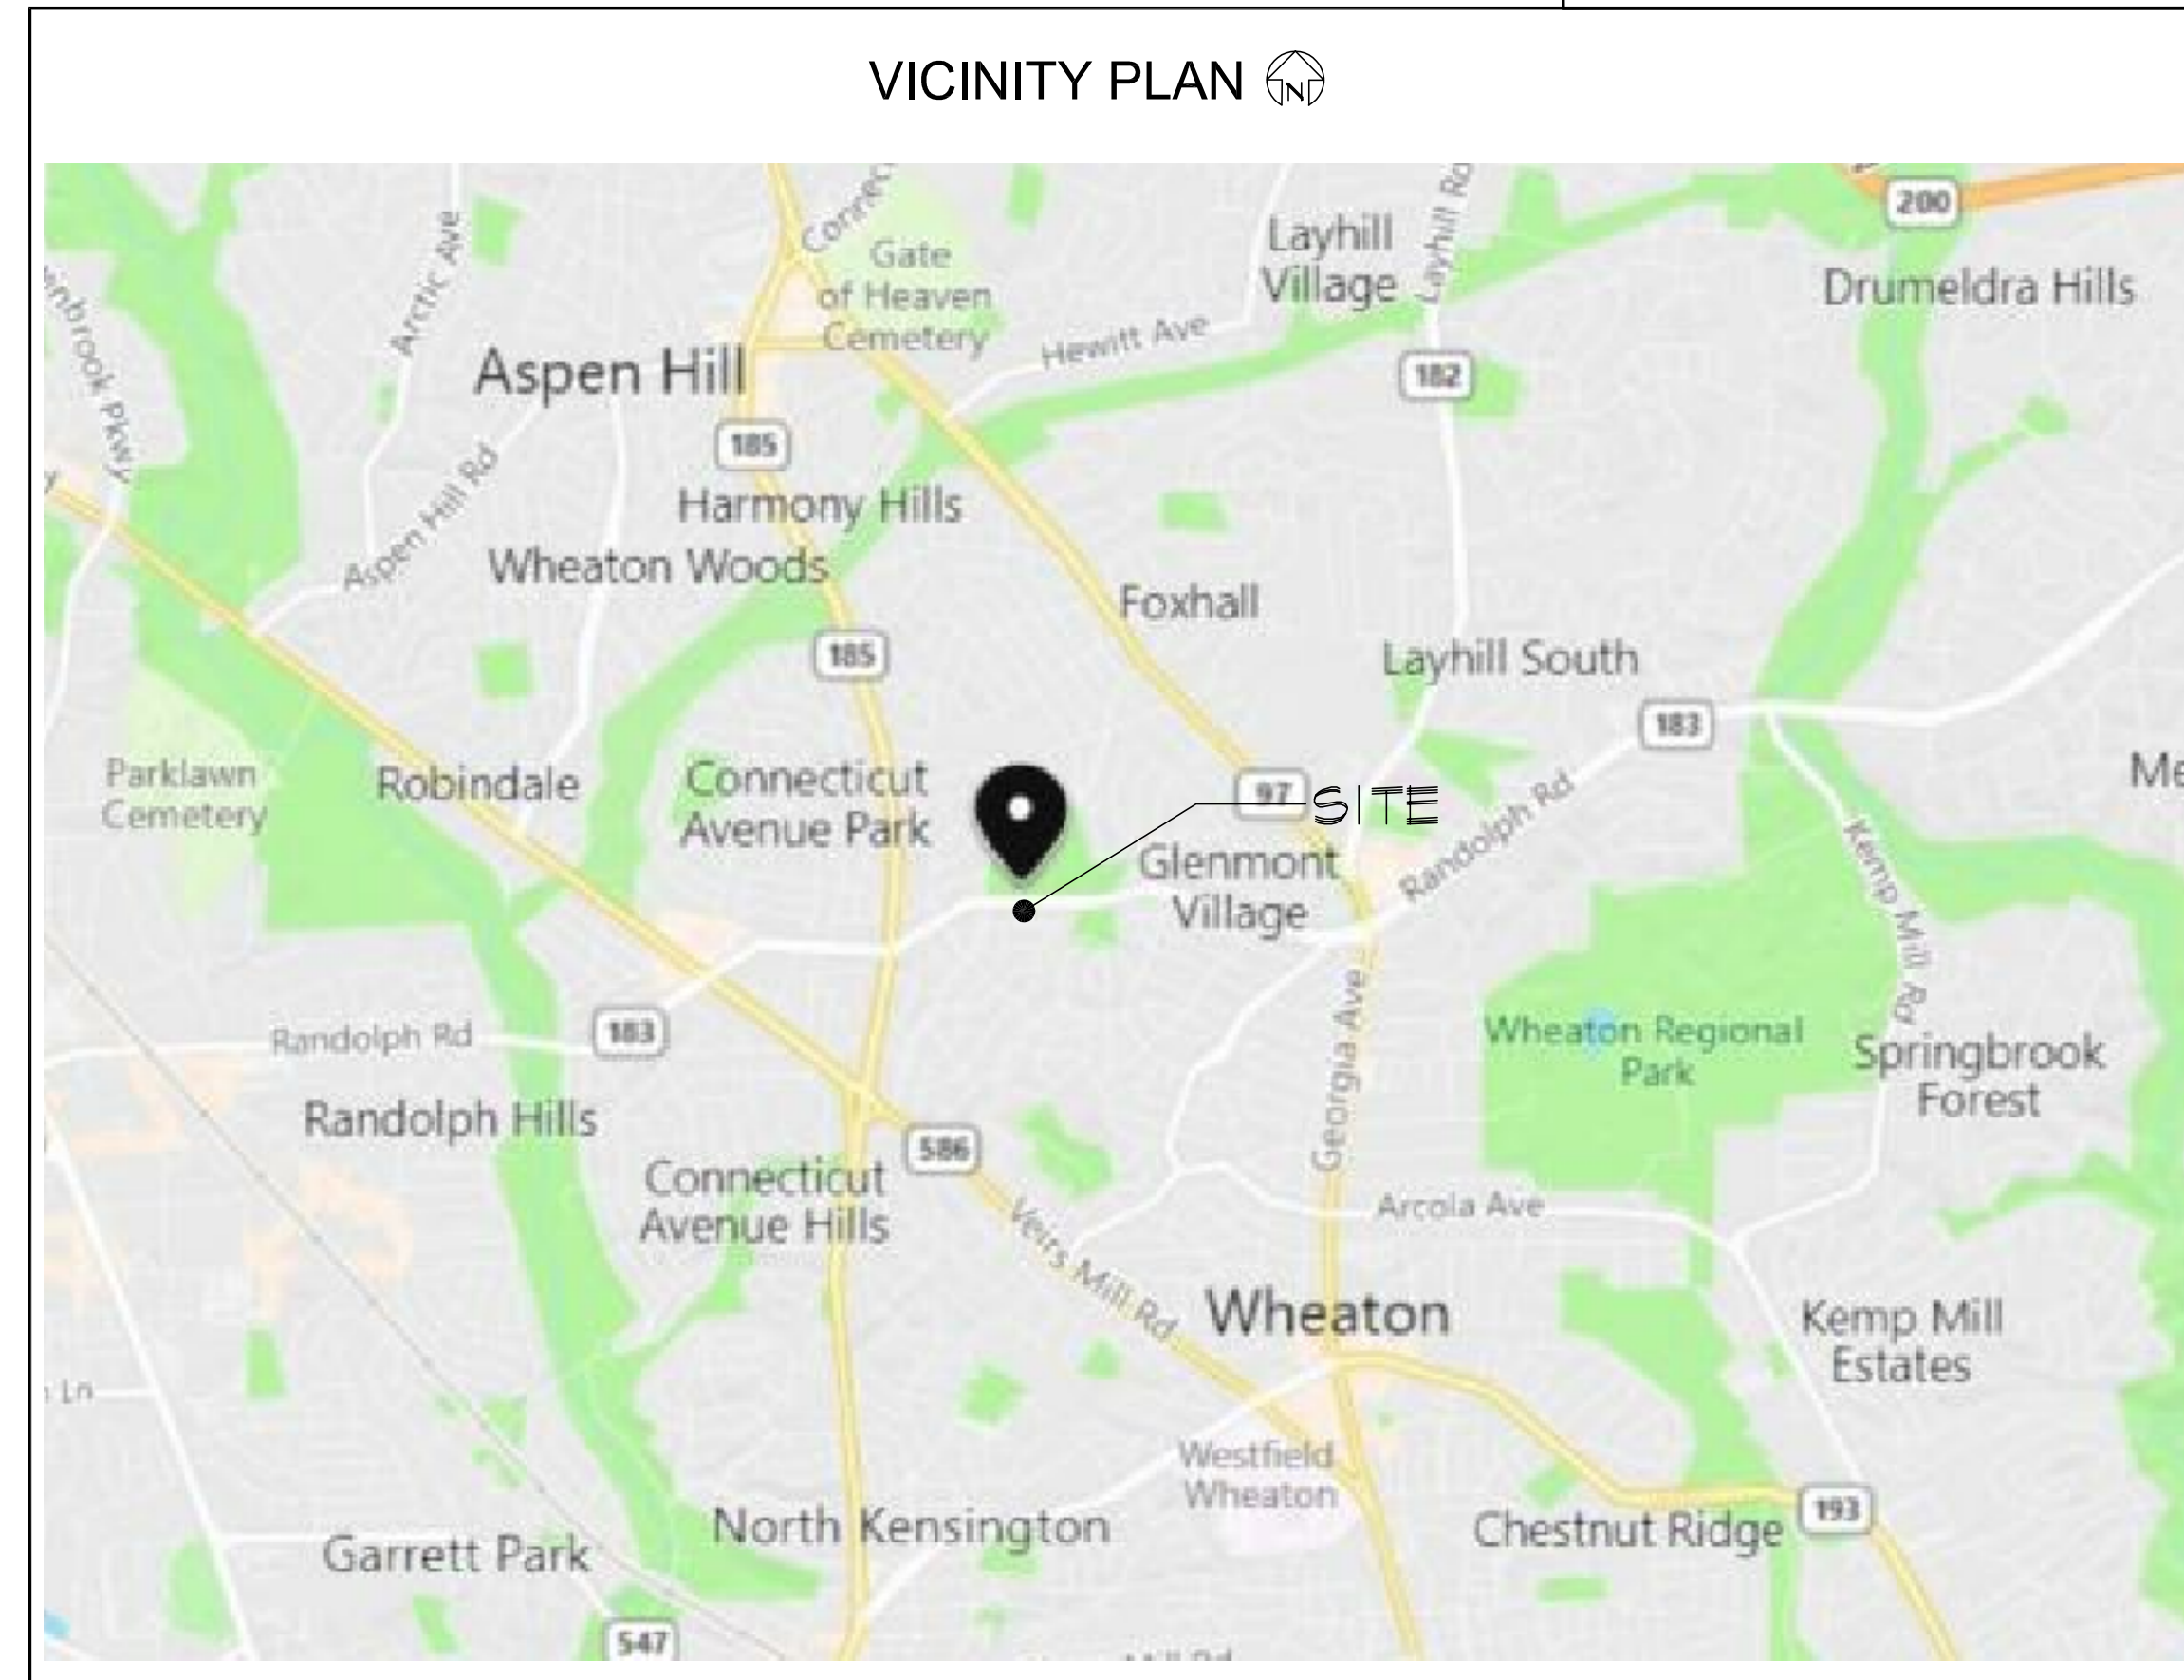 VICINITY PLAN
N
200
Layhill Rd
Layhill
Village
Arctic Ave
Gate
of Heaven
Cemetery
Drumeldra Hills
Hewitt Ave
Aspen Hill
182
185
Harmony Hills
Aspen Hill Rd
Wheaton Woods
Foxhall
185
Layhill South
183
Parklawn
Cemetery
Robindale
Connecticut
Avenue Park
97
SITE
Randolph Rd
Glenmont
Village
Kemp Mill Rd
Randolph Rd
183
Georgia Ave
Wheaton Regional
Park
Springbrook
Forest
Randolph Hills
586
Connecticut
Avenue Hills
Veirs Mill Rd
Arcola Ave
Wheaton
Kemp Mill
Estates
Westfield
Wheaton
North Kensington
Chestnut Ridge
193
Garrett Park
547